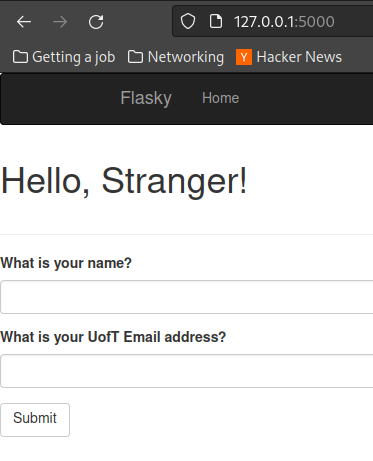 127.0.0.1:5000
Getting a job Networking Y Hacker News
Flasky Home
Hello, Stranger!
What is your name?
What is your UofT Email address?
Submit